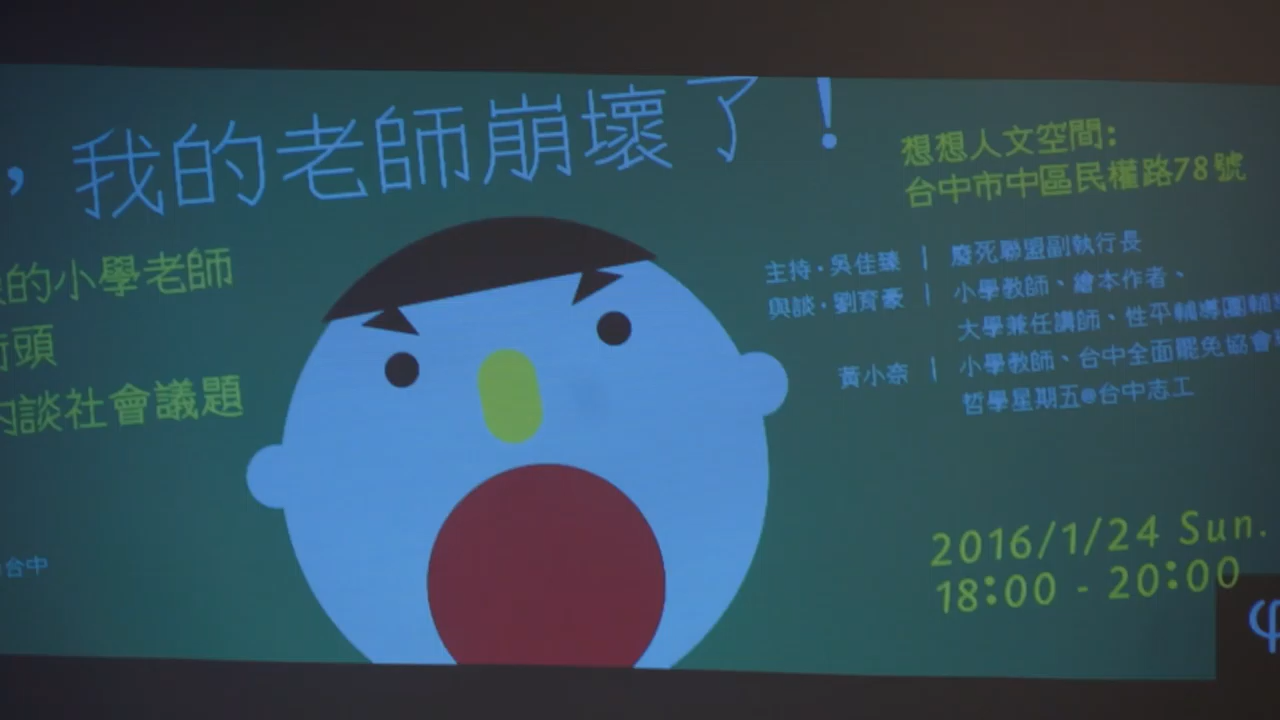 ，我的老師崩壞了！
的小學老師
街頭
談社會議題
台中
想想人文空間:
台中市中區民權路78號
主持·吳佳臻 | 廢死聯盟副執行長
與談·劉育豪 | 小學教師、繪本作者、
大學兼任講師、性平輔導團輔
黃小奈 | 小學教師、台中全面罷免協會
哲學星期五@台中志工
2016/1/24 Sun.
18:00 - 20:00
φ